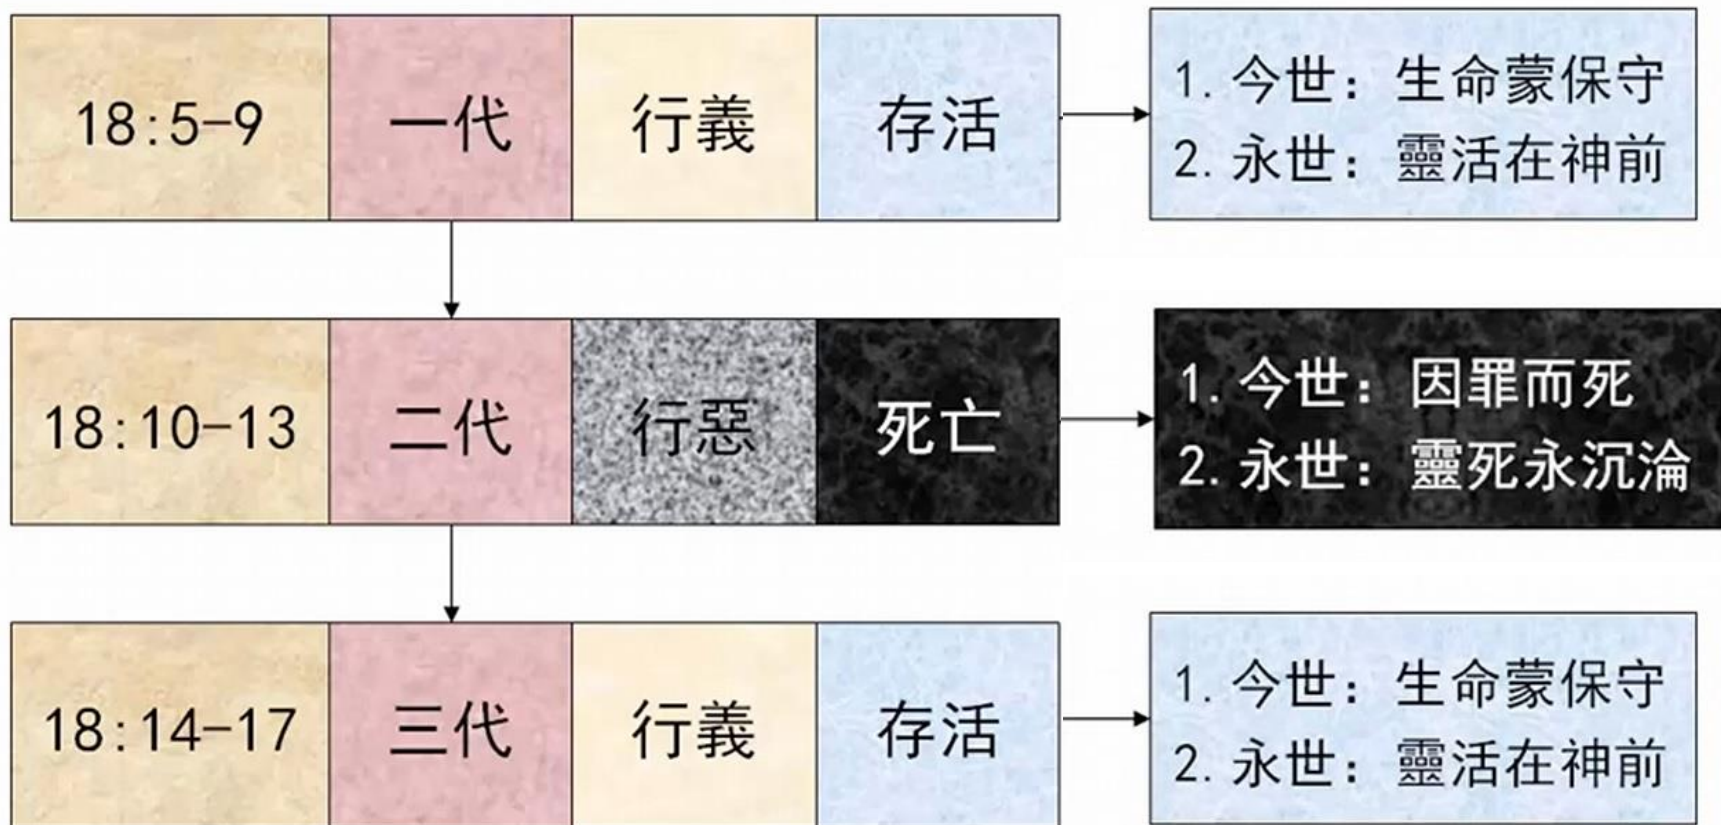 18:5-9 一代 行義 存活
1. 今世：生命蒙保守
2. 永世：靈活在神前
18:10-13 二代 行惡 死亡
1. 今世：因罪而死
2. 永世：靈死永沉淪
18:14-17 三代 行義 存活
1. 今世：生命蒙保守
2. 永世：靈活在神前